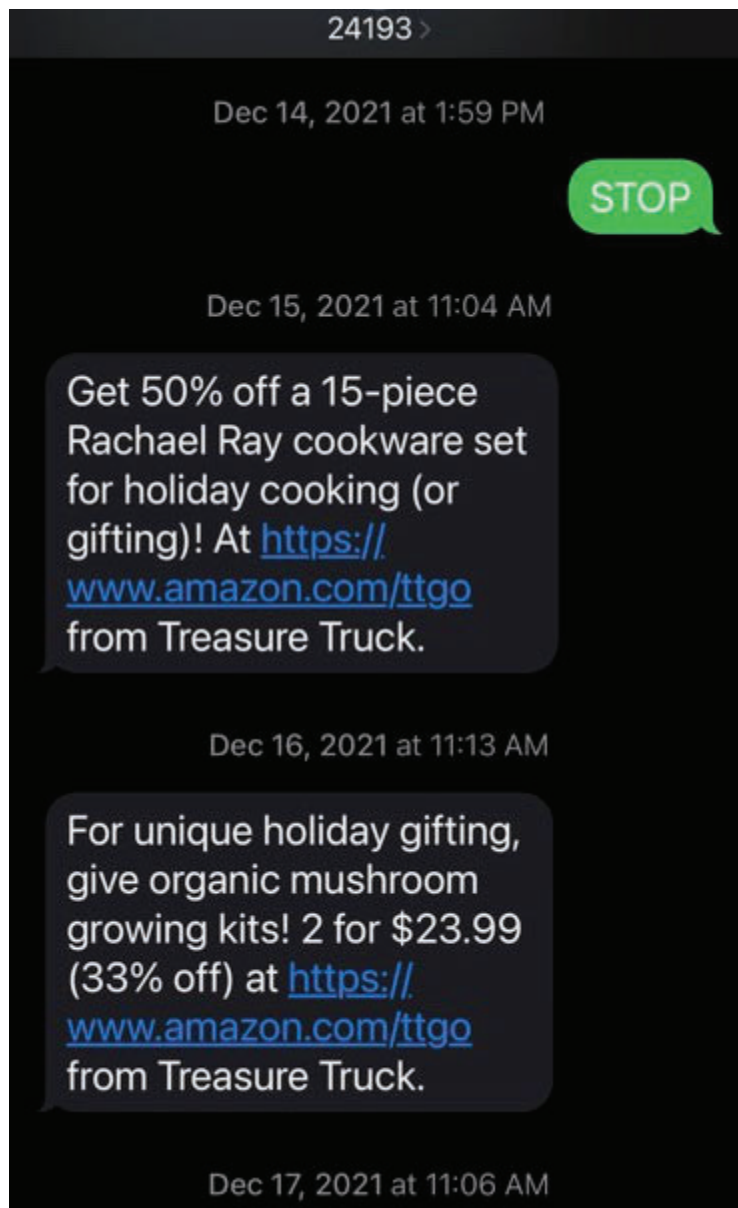 24193 >
Dec 14, 2021 at 1:59 PM
STOP
Dec 15, 2021 at 11:04 AM
Get 50% off a 15-piece
Rachael Ray cookware set
for holiday cooking (or
gifting)! At https://
www.amazon.com/ttgo
from Treasure Truck.
Dec 16, 2021 at 11:13 AM
For unique holiday gifting,
give organic mushroom
growing kits! 2 for $23.99
(33% off) at https://
www.amazon.com/ttgo
from Treasure Truck.
Dec 17, 2021 at 11:06 AM